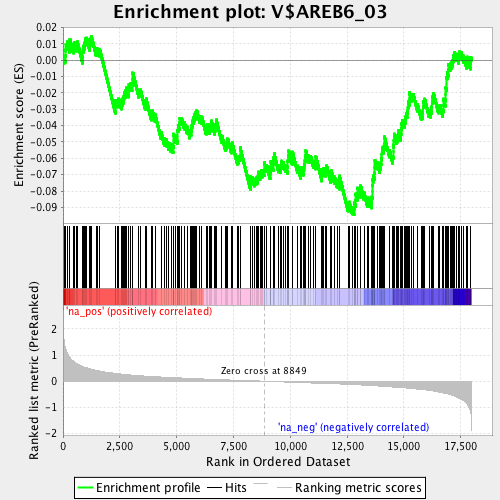 Enrichment plot: V$AREB6_03
Enrichment score (ES)
0.02
0.01
0.00
-0.01
-0.02
-0.03
-0.04
-0.05
-0.06
-0.07
-0.08
-0.09
'na_pos' (positively correlated)
Ranked list metric (PreRanked)
2
1
0
-1
-2
Zero cross at 8849
'na_neg' (negatively correlated)
0
2,500
5,000
7,500
10,000
12,500
15,000
17,500
Rank in Ordered Dataset
Enrichment profile
Hits
Ranking metric scores